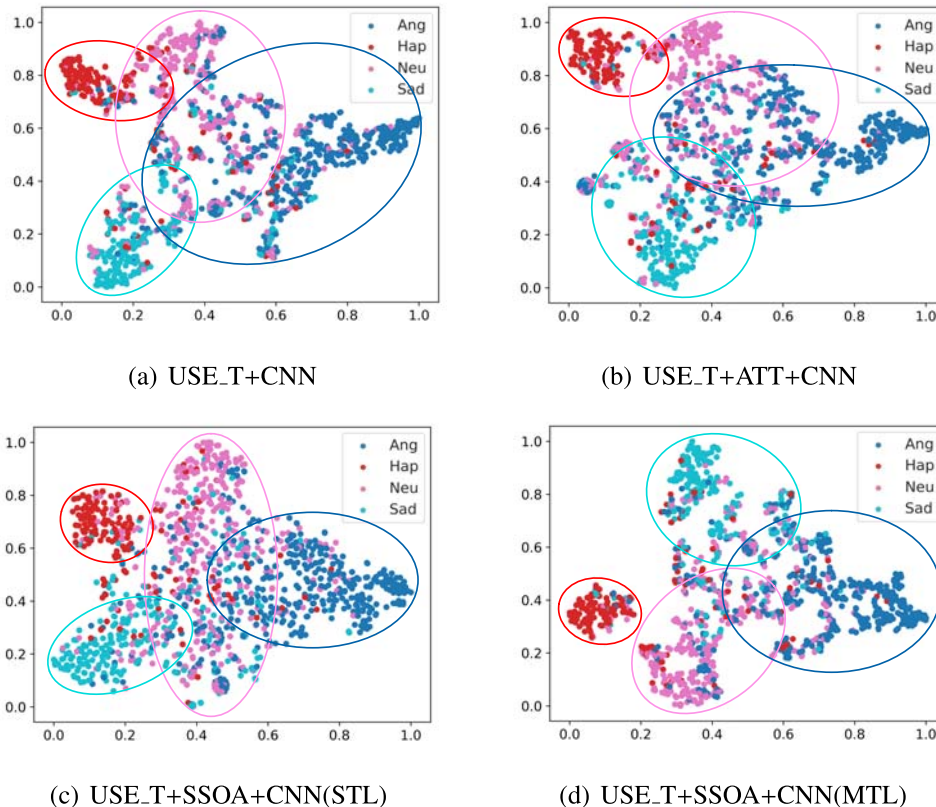 1.0
0.8
0.6
0.4
0.2
0.0
0.0 0.2 0.4 0.6 0.8 1.0
Ang
Hap
Neu
Sad
(a) USE_T+CNN
1.0
0.8
0.6
0.4
0.2
0.0
0.0 0.2 0.4 0.6 0.8 1.0
Ang
Hap
Neu
Sad
(b) USE_T+ATT+CNN
1.0
0.8
0.6
0.4
0.2
0.0
0.0 0.2 0.4 0.6 0.8 1.0
Ang
Hap
Neu
Sad
(c) USE_T+SSOA+CNN(STL)
1.0
0.8
0.6
0.4
0.2
0.0
0.0 0.2 0.4 0.6 0.8 1.0
Ang
Hap
Neu
Sad
(d) USE_T+SSOA+CNN(MTL)